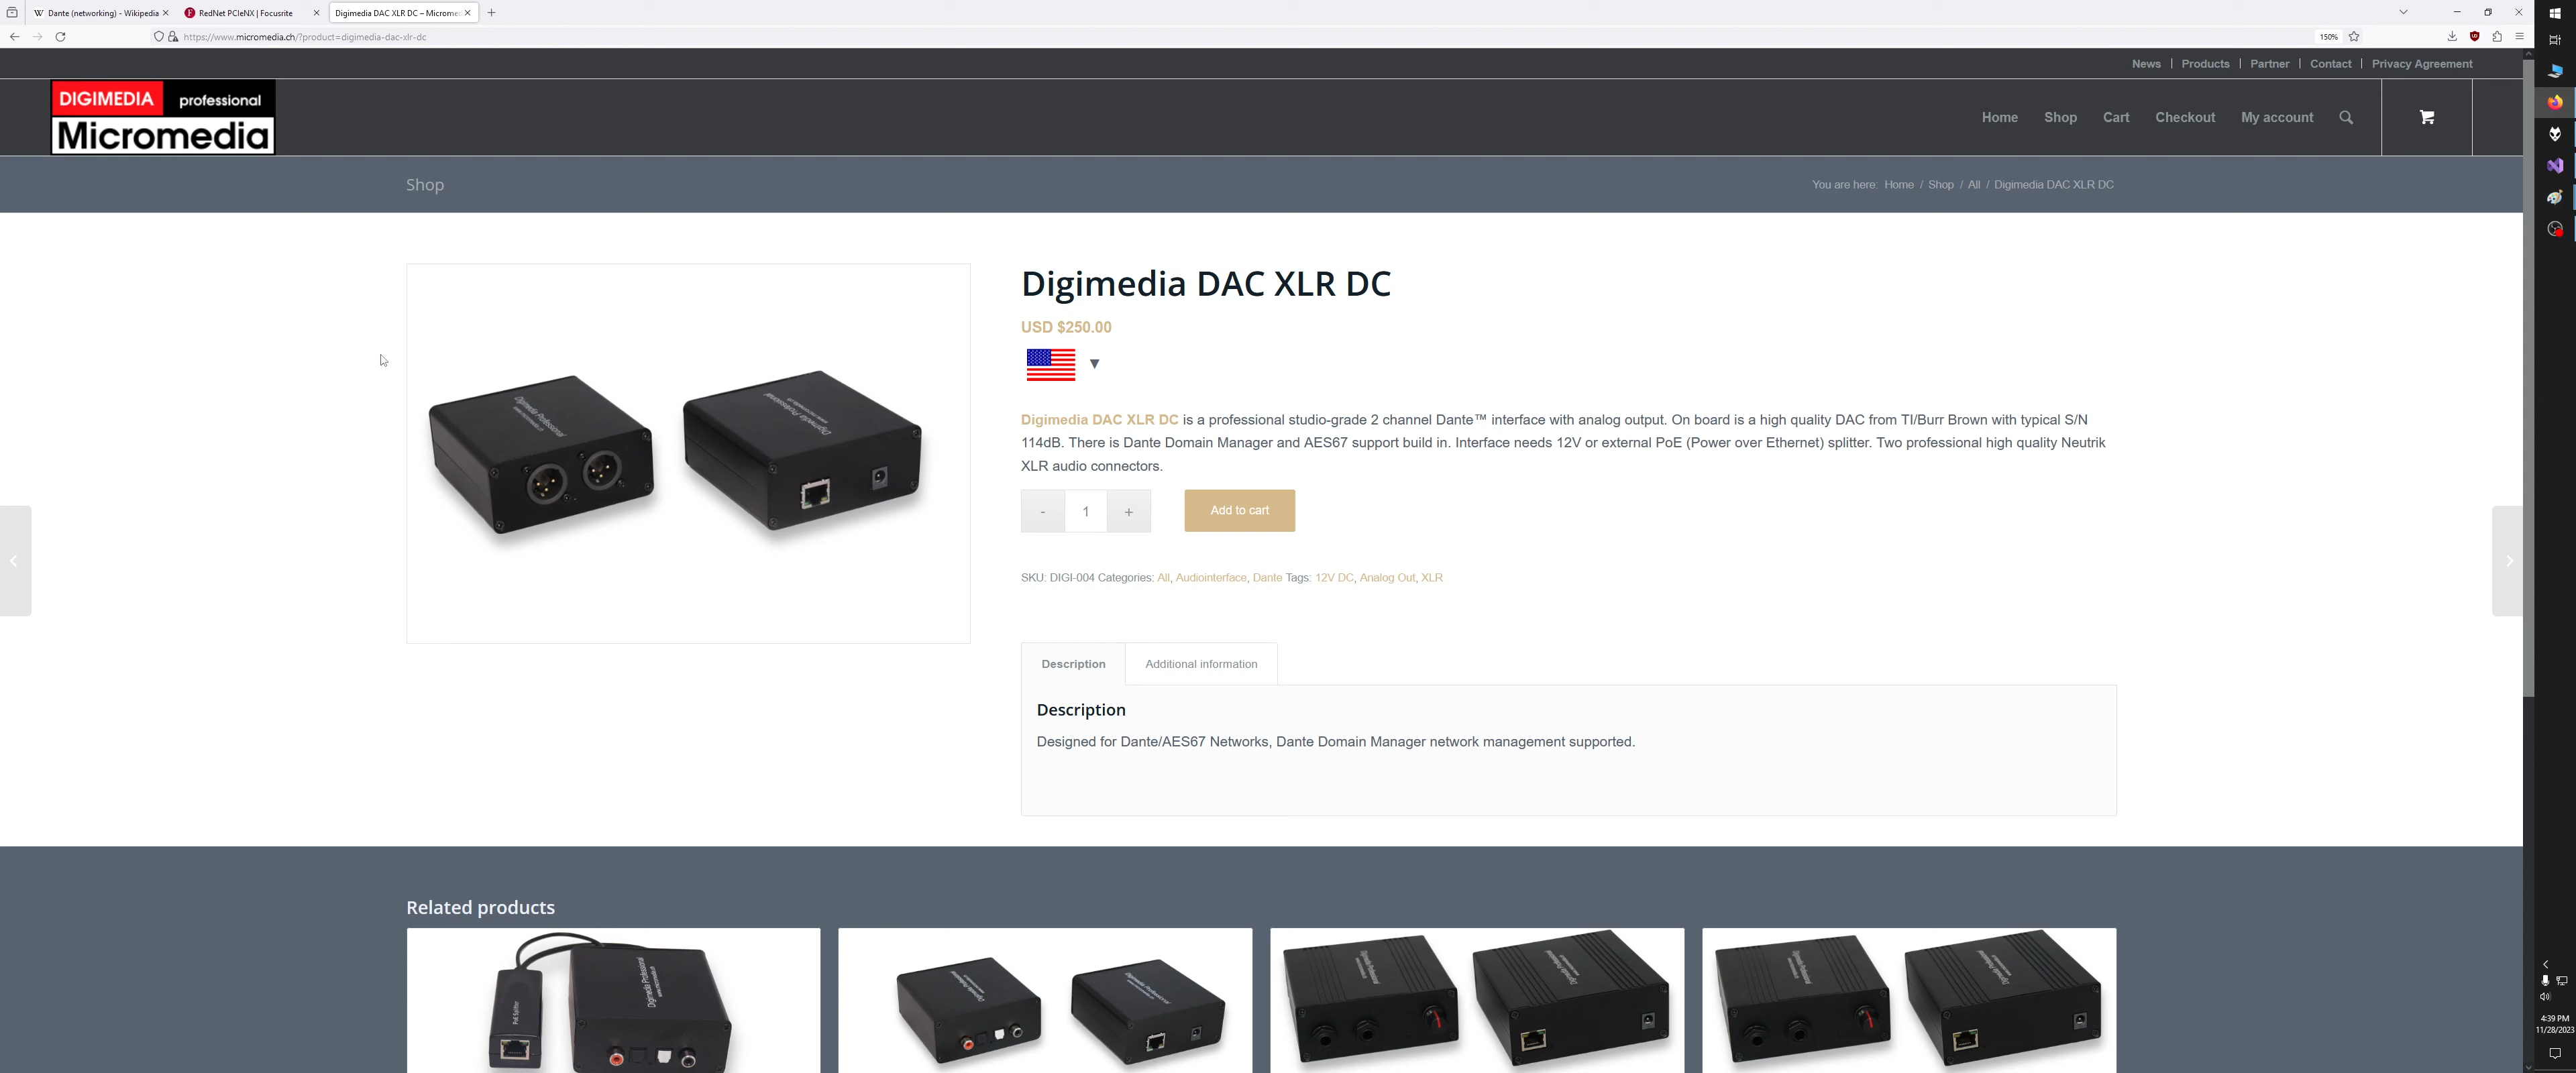 Dante (networking) - Wikipedia
RedNet PCIeNX | Focusrite
Digimedia DAC XLR DC – Microme
https://www.micromedia.ch/?product=digimedia-dac-xlr-dc
150%
News | Products | Partner | Contact | Privacy Agreement
DIGIMEDIA professional
Micromedia
Home Shop Cart Checkout My account
Shop
You are here: Home / Shop / All / Digimedia DAC XLR DC
Digimedia DAC XLR DC
USD $250.00
Digimedia DAC XLR DC is a professional studio-grade 2 channel Dante™ interface with analog output. On board is a high quality DAC from TI/Burr Brown with typical S/N
114dB. There is Dante Domain Manager and AES67 support build in. Interface needs 12V or external PoE (Power over Ethernet) splitter. Two professional high quality Neutrik
XLR audio connectors.
- 1 + Add to cart
SKU: DIGI-004 Categories: All, Audiointerface, Dante Tags: 12V DC, Analog Out, XLR
Description Additional information
Description
Designed for Dante/AES67 Networks, Dante Domain Manager network management supported.
Related products
Digimedia Professional
PoE Splitter
4:39 PM
11/28/2023